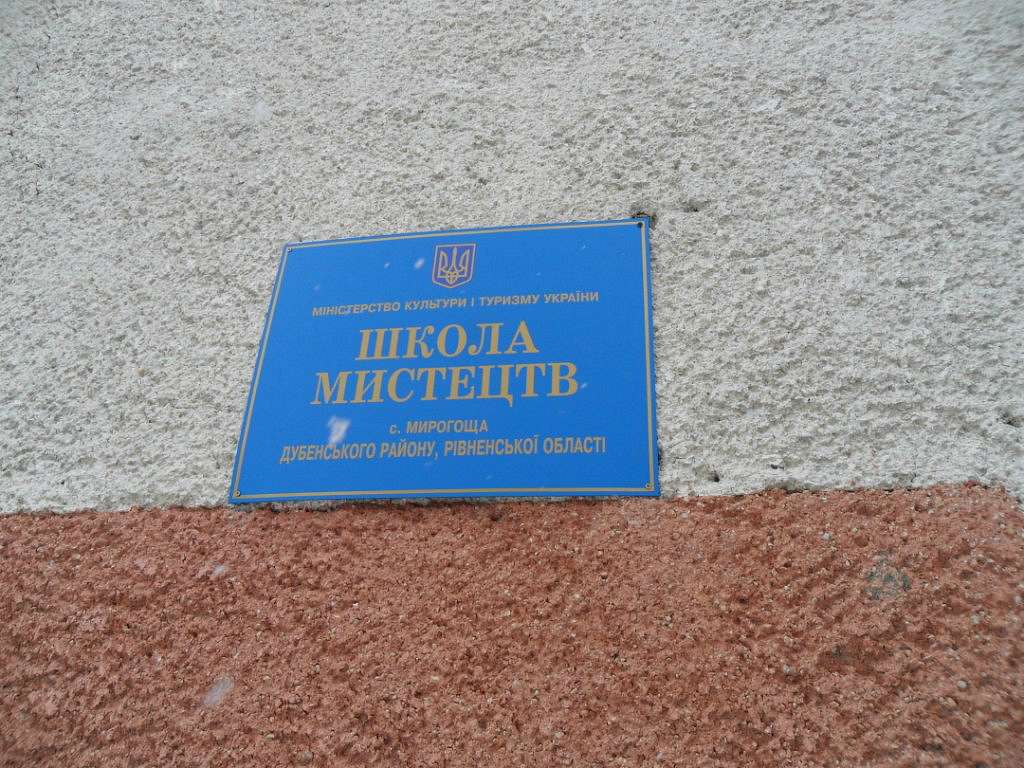 МІНІСТЕРСТВО КУЛЬТУРИ І ТУРИЗМУ УКРАЇНИ
ШКОЛА
МИСТЕЦТВ
с. МИРОГОЩА
ДУБЕНСЬКОГО РАЙОНУ, РІВНЕНСЬКОЇ ОБЛАСТІ